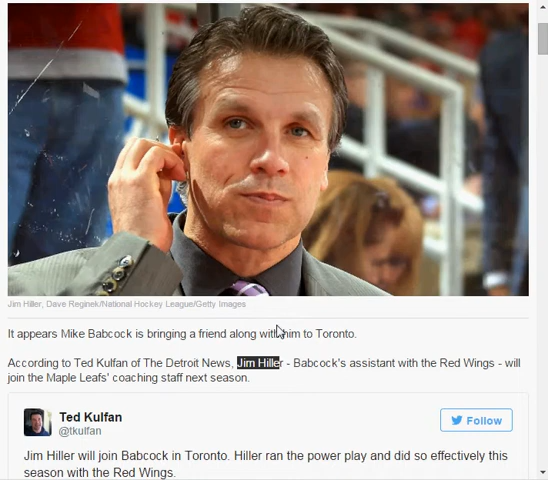 Jim Hiller; Dave Reginek/National Hockey League/Getty Images
It appears Mike Babcock is bringing a friend along with him to Toronto.
According to Ted Kulfan of The Detroit News, Jim Hiller - Babcock's assistant with the Red Wings - will
join the Maple Leafs' coaching staff next season.
Ted Kulfan
@tkulfan
Follow
Jim Hiller will join Babcock in Toronto. Hiller ran the power play and did so effectively this
season with the Red Wings.